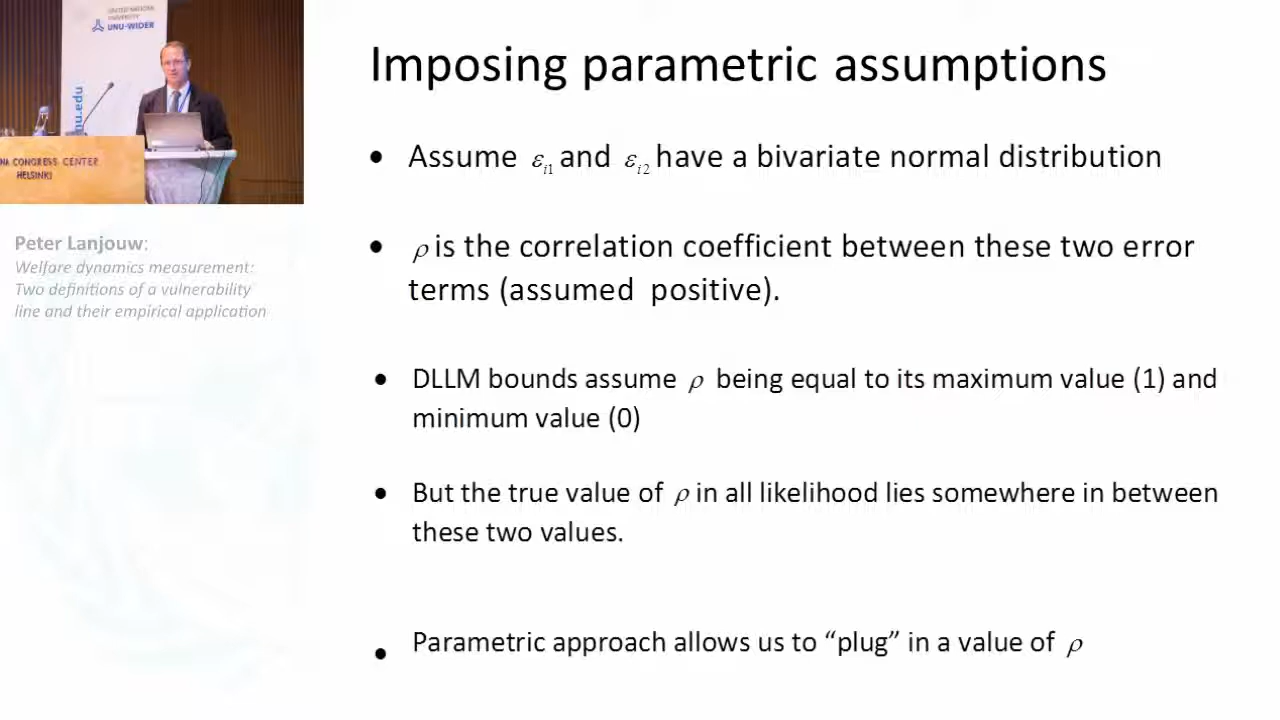 UNITED NATIONS
UNIVERSITY
UNU-WIDER
nu.edu
NA CONGRESS CENTER
HELSINKI
Peter Lanjouw:
Welfare dynamics measurement:
Two definitions of a vulnerability
line and their empirical application
Imposing parametric assumptions
• Assume εi1 and εi2 have a bivariate normal distribution
• ρ is the correlation coefficient between these two error
terms (assumed positive).
• DLLM bounds assume ρ being equal to its maximum value (1) and
minimum value (0)
• But the true value of ρ in all likelihood lies somewhere in between
these two values.
• Parametric approach allows us to “plug” in a value of ρ